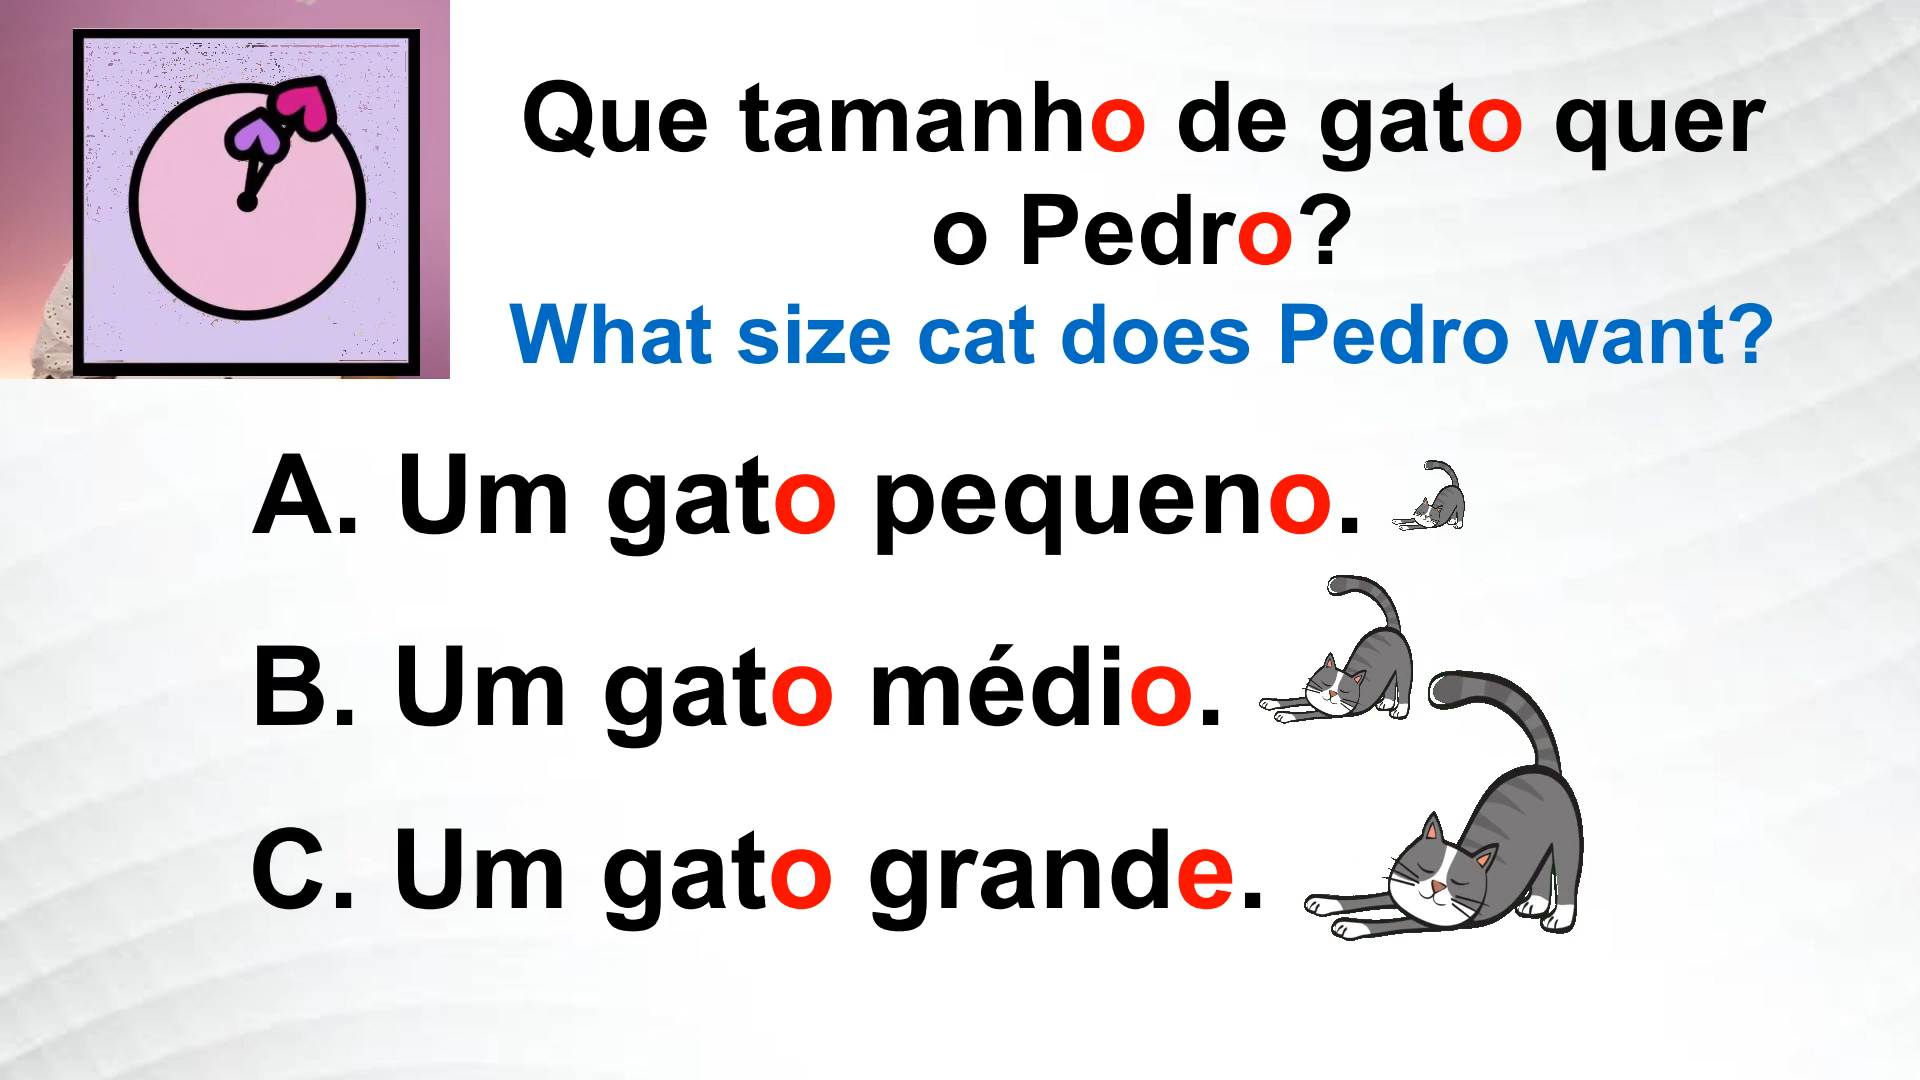 Que tamanho de gato quer
o Pedro?
What size cat does Pedro want?
A. Um gato pequeno.
B. Um gato médio.
C. Um gato grande.